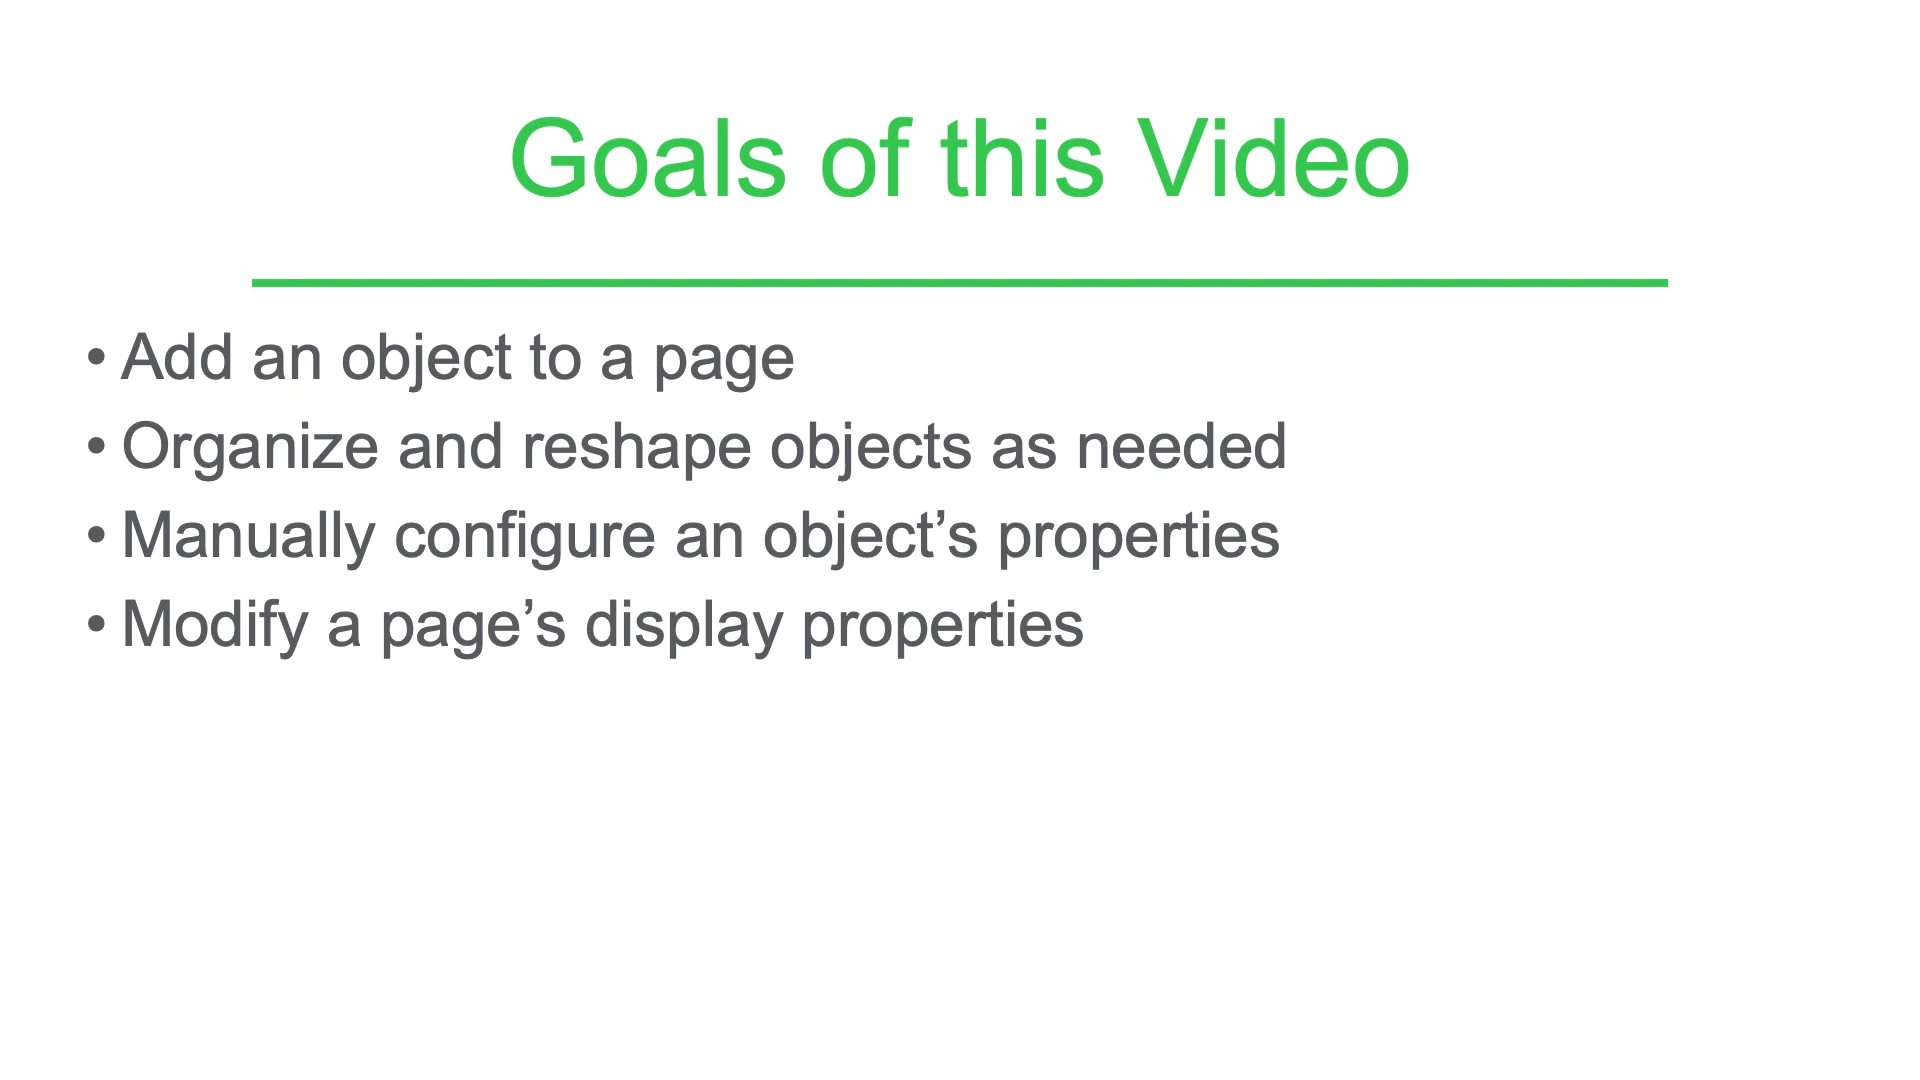 Goals of this Video
• Add an object to a page
• Organize and reshape objects as needed
• Manually configure an object’s properties
• Modify a page’s display properties